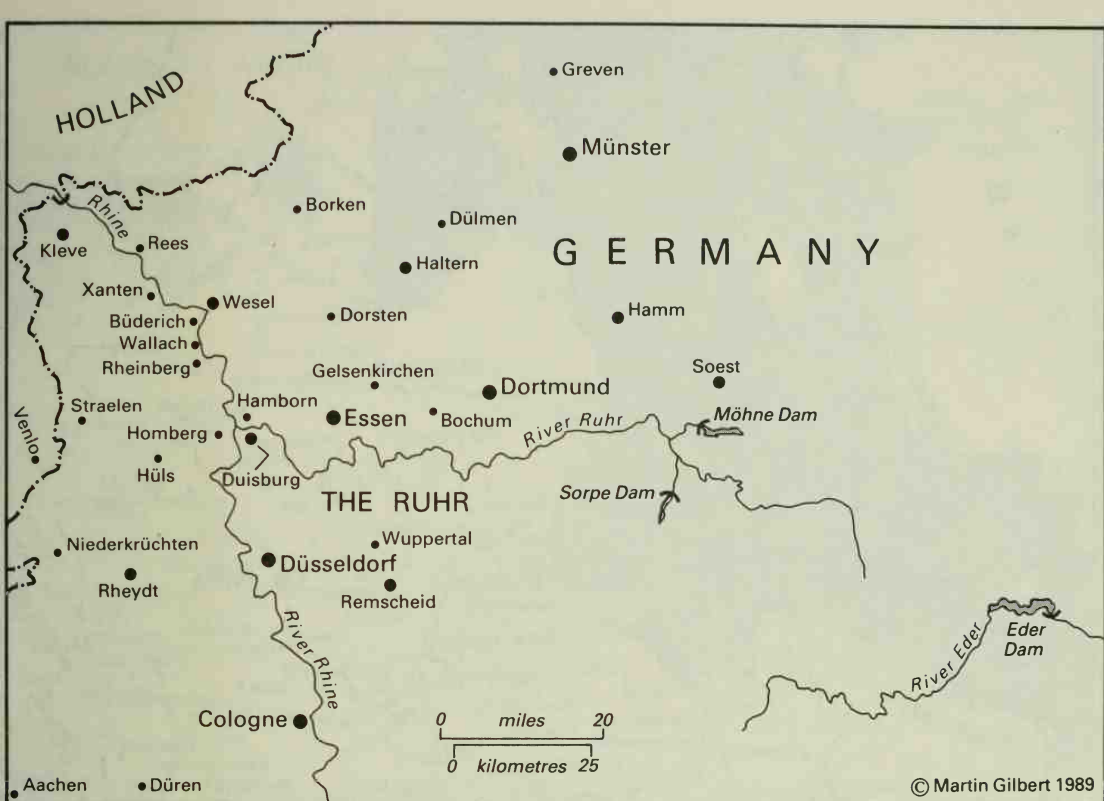 HOLLAND
Greven
Münster
Rhine
Borken
Dülmen
Kleve
Rees
GERMANY
Haltern
Xanten
Wesel
Büderich
Dorsten
Hamm
Wallach
Rheinberg
Gelsenkirchen
Soest
Dortmund
Straelen
Hamborn
Essen
Bochum
River Ruhr
Möhne Dam
Venlo
Homberg
Hüls
Duisburg
THE RUHR
Sorpe Dam
Niederkrüchten
Wuppertal
Düsseldorf
Rheydt
Remscheid
River Rhine
River Eder
Eder
Dam
Cologne
0 miles 20
0 kilometres 25
Aachen
Düren
© Martin Gilbert 1989